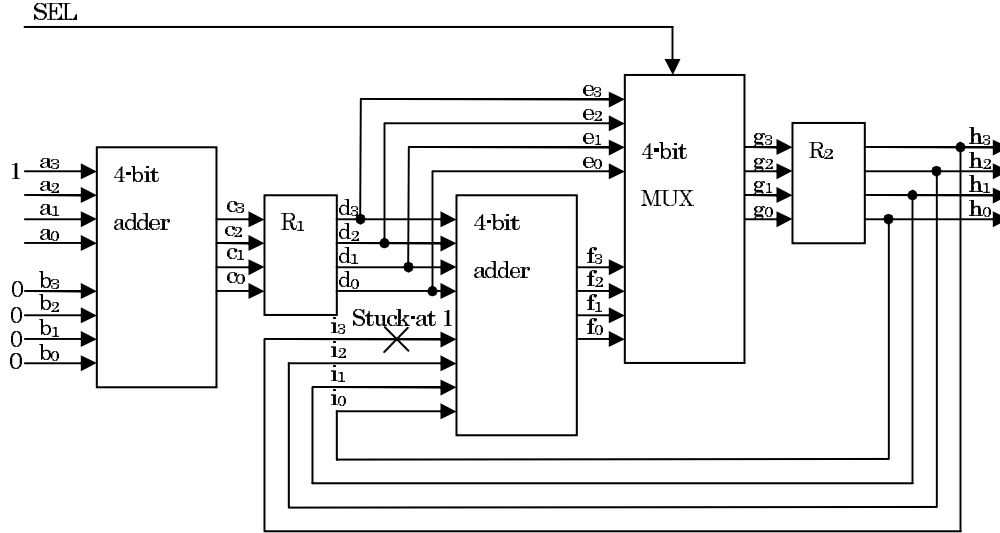 SEL
e₃
e₂
e₁
e₀
4-bit
MUX
g₃
g₂
g₁
g₀
R₂
h₃
h₂
h₁
h₀
1 a₃
a₂
a₁
a₀
0 b₃
0 b₂
0 b₁
0 b₀
4-bit
adder
c₃
c₂
c₁
c₀
R₁
d₃
d₂
d₁
d₀
4-bit
adder
f₃
f₂
f₁
f₀
Stuck-at 1
i₃
i₂
i₁
i₀